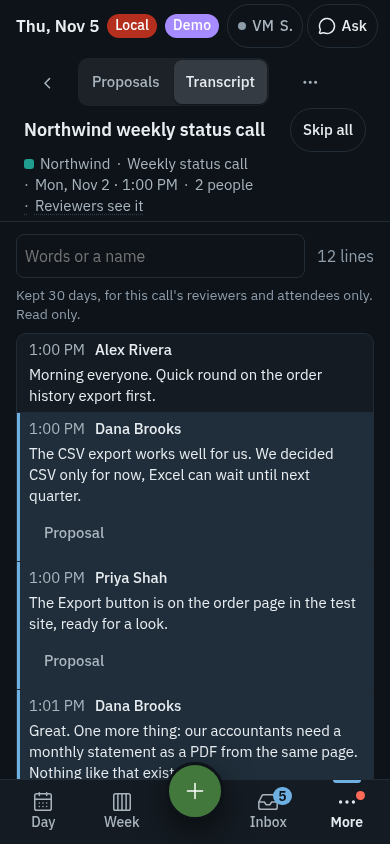 Thu, Nov 5 Local Demo VM S. Ask
Proposals Transcript
Northwind weekly status call Skip all
Northwind · Weekly status call
· Mon, Nov 2 · 1:00 PM · 2 people
· Reviewers see it
Words or a name 12 lines
Kept 30 days, for this call's reviewers and attendees only.
Read only.
1:00 PM Alex Rivera
Morning everyone. Quick round on the order
history export first.
1:00 PM Dana Brooks
The CSV export works well for us. We decided
CSV only for now, Excel can wait until next
quarter.
Proposal
1:00 PM Priya Shah
The Export button is on the order page in the test
site, ready for a look.
Proposal
1:01 PM Dana Brooks
Great. One more thing: our accountants need a
monthly statement as a PDF from the same page.
Nothing like that exist
5
Day Week Inbox More